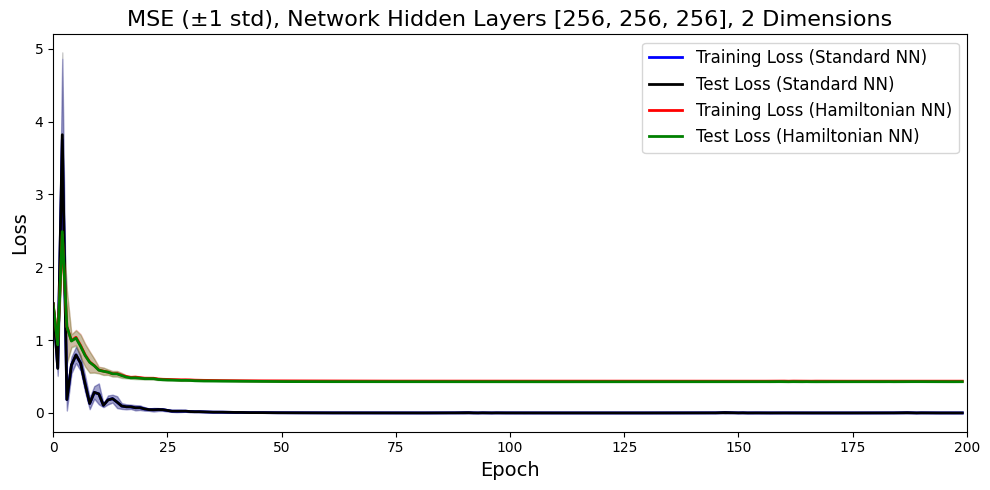 MSE (±1 std), Network Hidden Layers [256, 256, 256], 2 Dimensions
Training Loss (Standard NN)
Test Loss (Standard NN)
Training Loss (Hamiltonian NN)
Test Loss (Hamiltonian NN)
Loss
5
4
3
2
1
0
0 25 50 75 100 125 150 175 200
Epoch